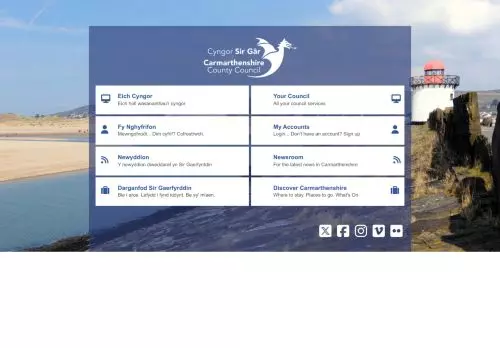 Cyngor Sir Gâr
Carmarthenshire
County Council
Eich Cyngor
Eich holl wasanaethau'r cyngor.
Your Council
All your council services
Fy Nghyfrifon
Mewngofnodi... Dim cyfrif? Cofrestrwch.
My Accounts
Login... Don't have an account? Sign up
Newyddion
Y newyddion diweddaraf yn Sir Gaerfyrddin
Newsroom
For the latest news in Carmarthenshire
Darganfod Sir Gaerfyrddin
Ble i aros. Lefydd i fynd iddynt. Be sy' mlaen.
Discover Carmarthenshire
Where to stay. Places to go. What's On.